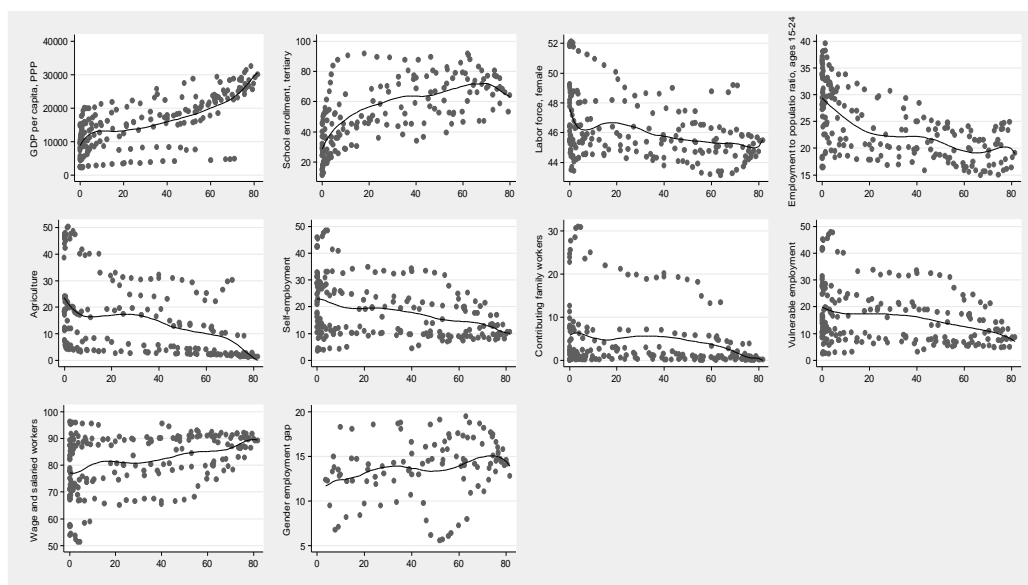 GDP per capita, PPP
40000
30000
20000
10000
0
0 20 40 60 80
School enrollment, tertiary
100
80
60
40
20
0 20 40 60 80
Labor force, female
52
50
48
46
44
0 20 40 60 80
Employment to populatio ratio, ages 15-24
40
35
30
25
20
15
0 20 40 60 80
Agriculture
50
40
30
20
10
0
0 20 40 60 80
Self-employment
50
40
30
20
10
0
0 20 40 60 80
Contributing family workers
30
20
10
0
0 20 40 60 80
Vulnerable employment
50
40
30
20
10
0
0 20 40 60 80
Wage and salaried workers
100
90
80
70
60
50
0 20 40 60 80
Gender employment gap
20
15
10
5
0 20 40 60 80